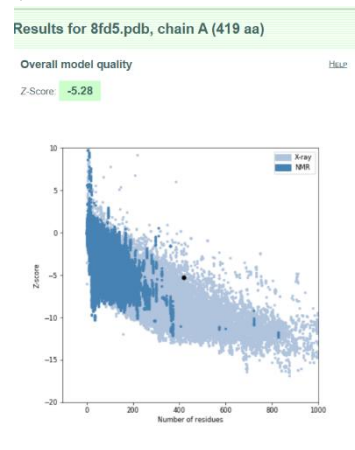 Results for 8fd5.pdb, chain A (419 aa)
Overall model quality
HELP
Z-Score: -5.28
10
5
0
−5
−10
−15
−20
Z-score
X-ray
NMR
0 200 400 600 800 1000
Number of residues